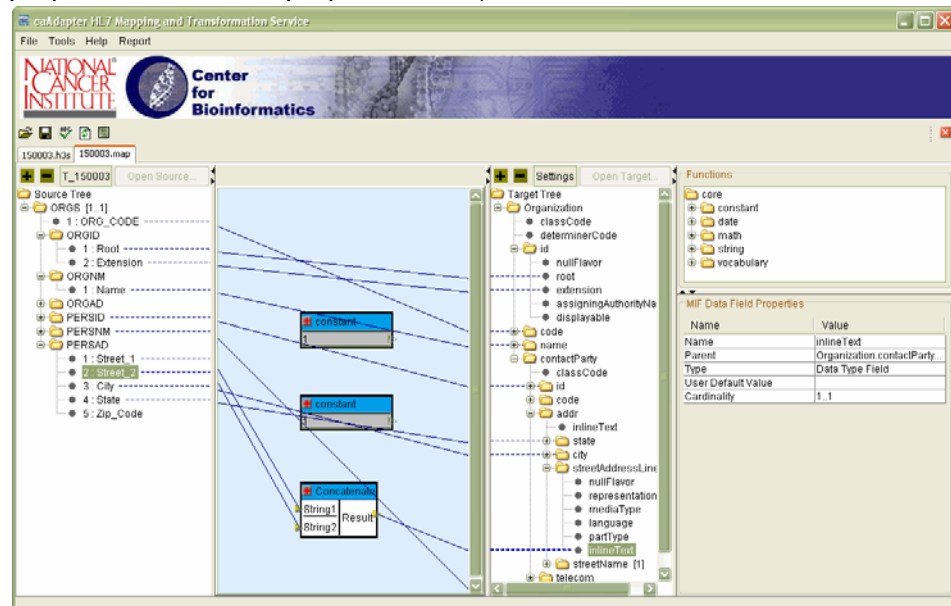 caAdapter HL7 Mapping and Transformation Service
File Tools Help Report
NATIONAL
CANCER
INSTITUTE
Center
for
Bioinformatics
150003.h3s 150003.map
T_150003 Open Source...
Source Tree
ORGS [1..1]
1 : ORG_CODE
ORGID
1 : Root
2 : Extension
ORGNM
1 : Name
ORGAD
PERSID
PERSNM
PERSAD
1 : Street_1
2 : Street_2
3 : City
4 : State
5 : Zip_Code
constant
1
constant
Concatenate
String1
String2
Result
Settings Open Target...
Target Tree
Organization
classCode
determinerCode
id
nullFlavor
root
extension
assigningAuthorityNa
displayable
code
name
contactParty
classCode
id
code
addr
inlineText
state
city
streetAddressLine
nullFlavor
representation
mediaType
language
partType
inlineText
streetName [1]
telecom
Functions
core
constant
date
math
string
vocabulary
MIF Data Field Properties
Name Value
Name inlineText
Parent Organization.contactParty...
Type Data Type Field
User Default Value
Cardinality 1..1